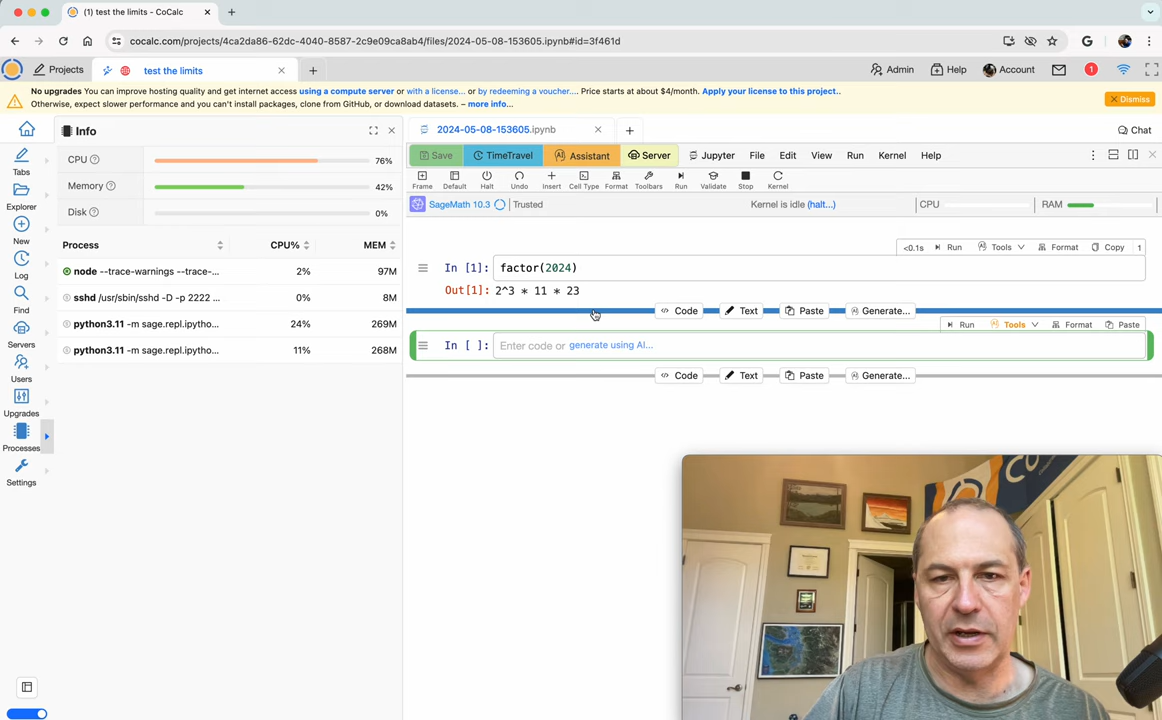 (1) test the limits - CoCalc
cocalc.com/projects/4ca2da86-62dc-4040-8587-2c9e09ca8ab4/files/2024-05-08-153605.ipynb#id=3f461d
Projects
test the limits
Admin
Help
Account
1
No upgrades You can improve hosting quality and get internet access using a compute server or with a license... or by redeeming a voucher.... Price starts at about $4/month. Apply your license to this project..
Otherwise, expect slower performance and you can't install packages, clone from GitHub, or download datasets. – more info...
Dismiss
Tabs
Explorer
New
Log
Find
Servers
Users
Upgrades
Processes
Settings
Info
CPU
76%
Memory
42%
Disk
0%
Process CPU% MEM
node --trace-warnings --trace-... 2% 97M
sshd /usr/sbin/sshd -D -p 2222 ... 0% 8M
python3.11 -m sage.repl.ipytho... 24% 269M
python3.11 -m sage.repl.ipytho... 11% 268M
2024-05-08-153605.ipynb
Chat
Save TimeTravel Assistant Server Jupyter File Edit View Run Kernel Help
Frame Default Halt Undo Insert Cell Type Format Toolbars Run Validate Stop Kernel
SageMath 10.3 Trusted Kernel is idle (halt...) CPU RAM
<0.1s Run Tools Format Copy 1
In [1]: factor(2024)
Out[1]: 2^3 * 11 * 23
Code Text Paste Generate...
Run Tools Format Paste
In [ ]: Enter code or generate using AI...
Code Text Paste Generate...